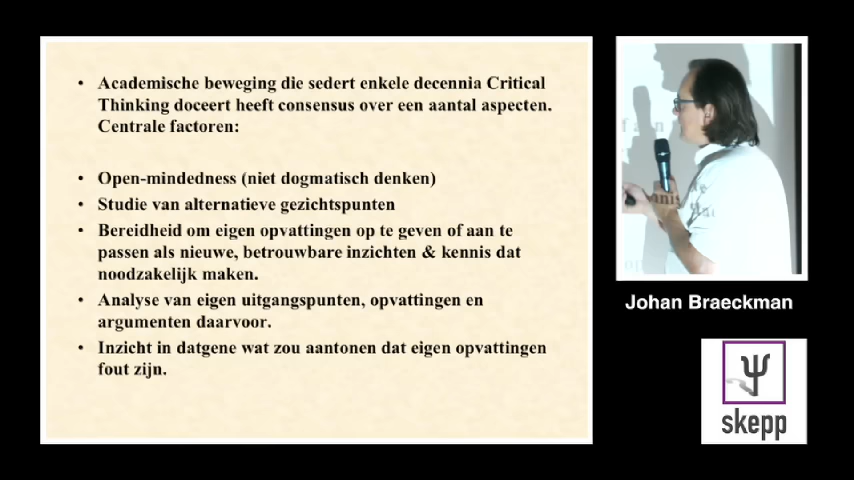 • Academische beweging die sedert enkele decennia Critical
Thinking doceert heeft consensus over een aantal aspecten.
Centrale factoren:
• Open-mindedness (niet dogmatisch denken)
• Studie van alternatieve gezichtspunten
• Bereidheid om eigen opvattingen op te geven of aan te
passen als nieuwe, betrouwbare inzichten & kennis dat
noodzakelijk maken.
• Analyse van eigen uitgangspunten, opvattingen en
argumenten daarvoor.
• Inzicht in datgene wat zou aantonen dat eigen opvattingen
fout zijn.
Johan Braeckman
skepp